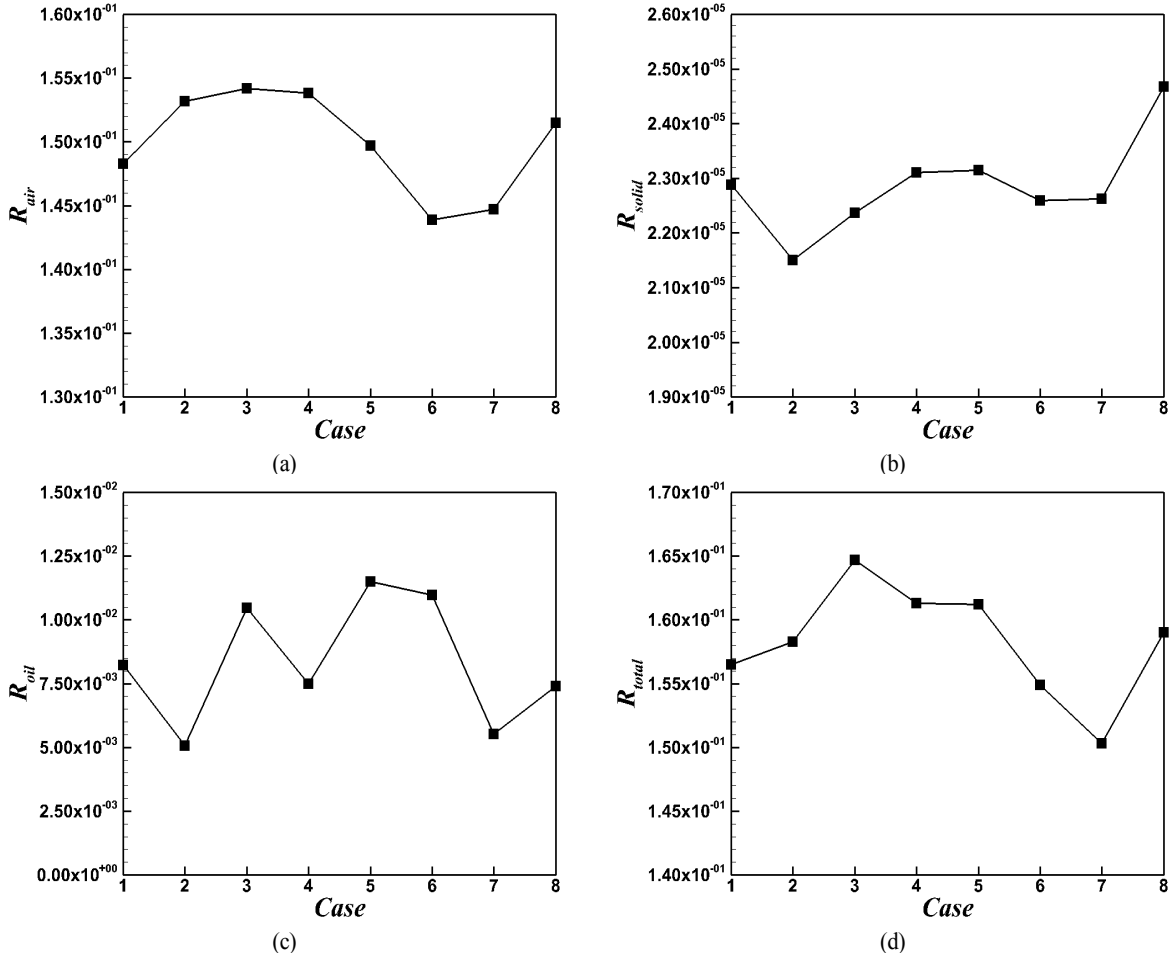 1.60x10⁻⁰¹
1.55x10⁻⁰¹
1.50x10⁻⁰¹
1.45x10⁻⁰¹
1.40x10⁻⁰¹
1.35x10⁻⁰¹
1.30x10⁻⁰¹
R_air
1 2 3 4 5 6 7 8
Case
(a)
2.60x10⁻⁰⁵
2.50x10⁻⁰⁵
2.40x10⁻⁰⁵
2.30x10⁻⁰⁵
2.20x10⁻⁰⁵
2.10x10⁻⁰⁵
2.00x10⁻⁰⁵
1.90x10⁻⁰⁵
R_solid
1 2 3 4 5 6 7 8
Case
(b)
1.50x10⁻⁰²
1.25x10⁻⁰²
1.00x10⁻⁰²
7.50x10⁻⁰³
5.00x10⁻⁰³
2.50x10⁻⁰³
0.00x10⁺⁰⁰
R_oil
1 2 3 4 5 6 7 8
Case
(c)
1.70x10⁻⁰¹
1.65x10⁻⁰¹
1.60x10⁻⁰¹
1.55x10⁻⁰¹
1.50x10⁻⁰¹
1.45x10⁻⁰¹
1.40x10⁻⁰¹
R_total
1 2 3 4 5 6 7 8
Case
(d)